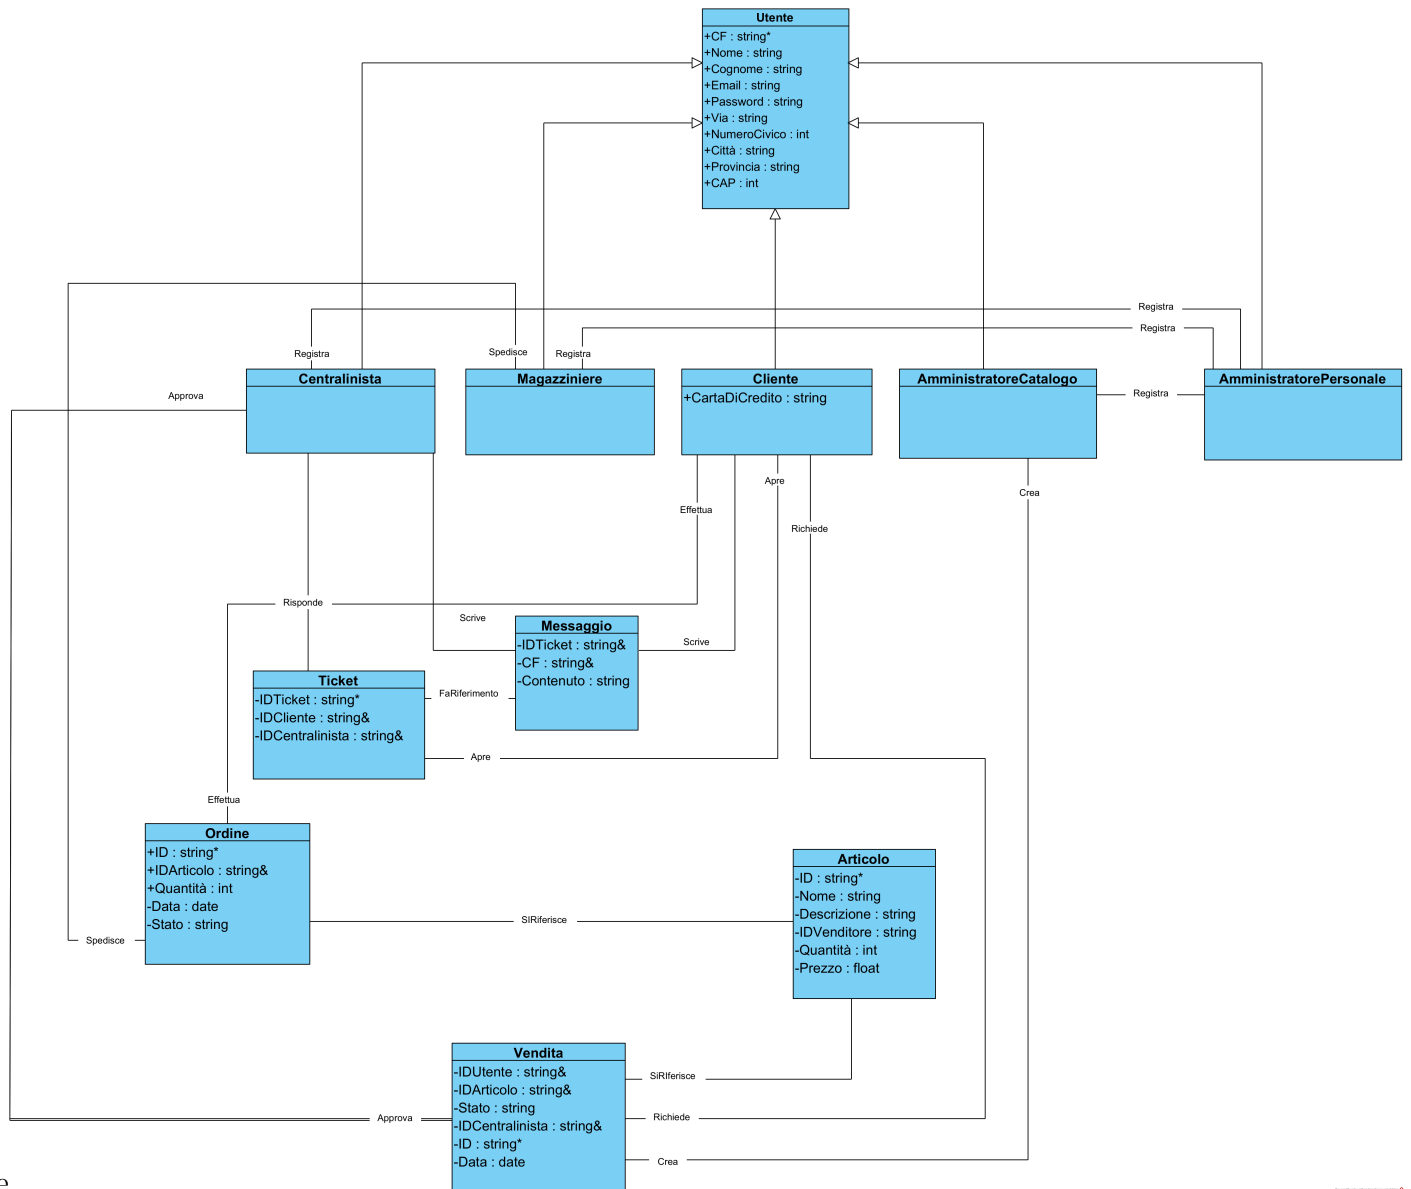 Utente
+CF : string*
+Nome : string
+Cognome : string
+Email : string
+Password : string
+Via : string
+NumeroCivico : int
+Città : string
+Provincia : string
+CAP : int
Registra
Registra
Registra
Spedisce
Registra
Centralinista
Magazziniere
Cliente
+CartaDiCredito : string
AmministratoreCatalogo
AmministratorePersonale
Registra
Approva
Apre
Crea
Effettua
Richiede
Risponde
Scrive
Messaggio
-IDTicket : string&
-CF : string&
-Contenuto : string
Scrive
Ticket
-IDTicket : string*
-IDCliente : string&
-IDCentralinista : string&
FaRiferimento
Apre
Effettua
Ordine
+ID : string*
+IDArticolo : string&
+Quantità : int
-Data : date
-Stato : string
Spedisce
SIRiferisce
Articolo
-ID : string*
-Nome : string
-Descrizione : string
-IDVenditore : string
-Quantità : int
-Prezzo : float
Vendita
-IDUtente : string&
-IDArticolo : string&
-Stato : string
-IDCentralinista : string&
-ID : string*
-Data : date
SiRIferisce
Approva
Richiede
Crea
e